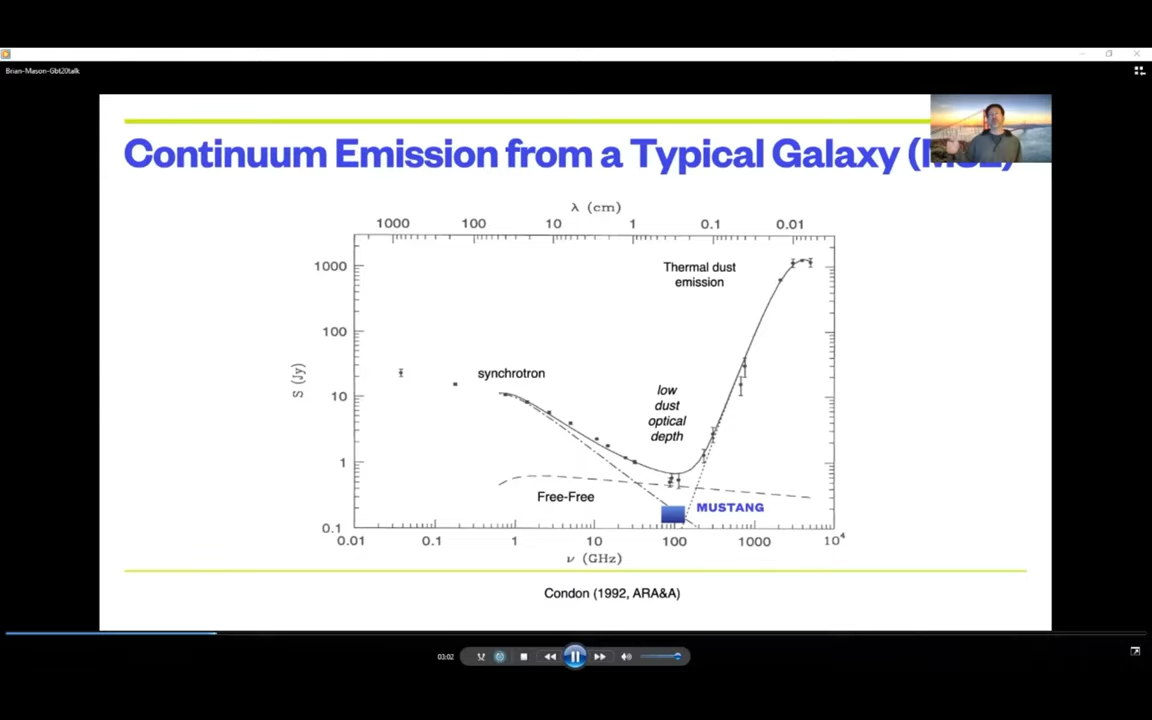 Brian-Mason-Gbt20talk
Continuum Emission from a Typical Galaxy
λ (cm)
1000 100 10 1 0.1 0.01
1000
100
10
1
0.1
S (Jy)
Thermal dust
emission
synchrotron
low
dust
optical
depth
Free-Free
MUSTANG
0.01 0.1 1 10 100 1000 10⁴
ν (GHz)
Condon (1992, ARA&A)
03:02